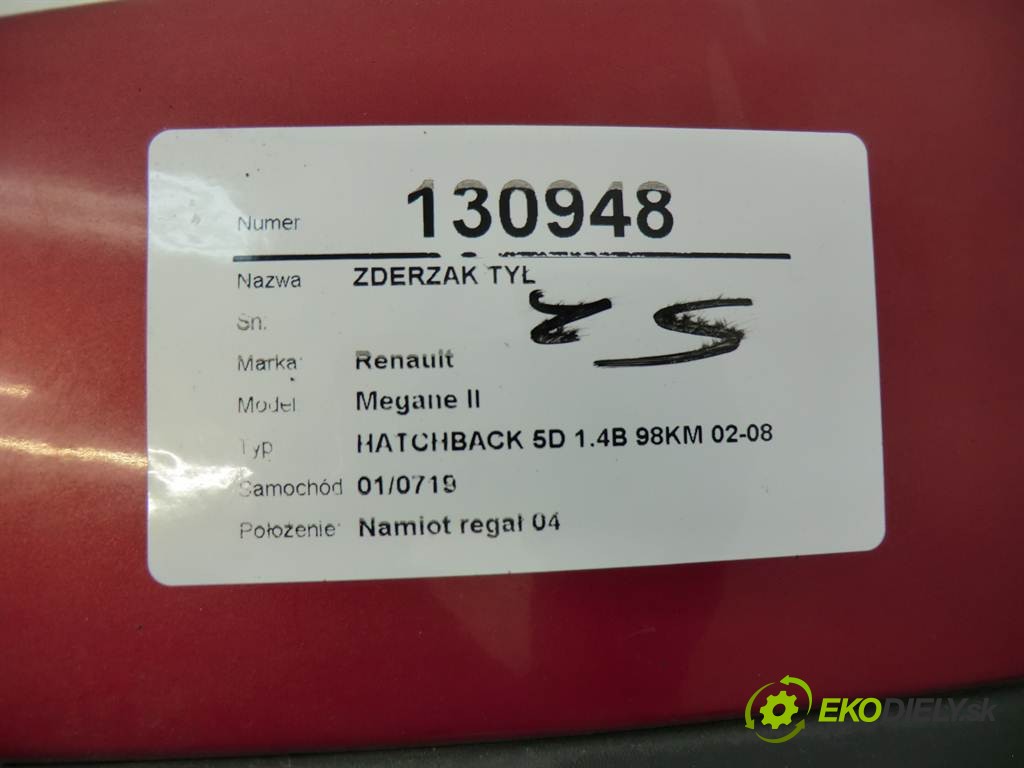 Numer 130948
Nazwa ZDERZAK TYŁ
Sn:
Marka: Renault
Model Megane II
Typ HATCHBACK 5D 1.4B 98KM 02-08
Samochód 01/0719
Położenie: Namiot regał 04
EKODIELY.sk